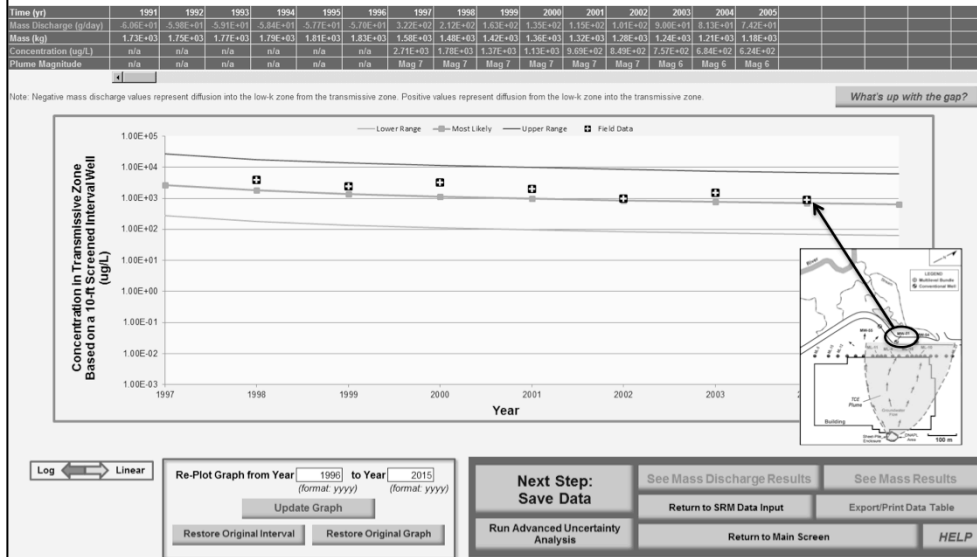 Time (yr) 1991 1992 1993 1994 1995 1996 1997 1998 1999 2000 2001 2002 2003 2004 2005
Mass Discharge (g/day) -6.06E+01 -5.98E+01 -5.91E+01 -5.84E+01 -5.77E+01 -5.70E+01 3.22E+02 2.12E+02 1.63E+02 1.35E+02 1.15E+02 1.01E+02 9.00E+01 8.13E+01 7.42E+01
Mass (kg) 1.73E+03 1.75E+03 1.77E+03 1.79E+03 1.81E+03 1.83E+03 1.58E+03 1.48E+03 1.42E+03 1.36E+03 1.32E+03 1.28E+03 1.24E+03 1.21E+03 1.18E+03
Concentration (ug/L) n/a n/a n/a n/a n/a n/a 2.71E+03 1.78E+03 1.37E+03 1.13E+03 9.69E+02 8.49E+02 7.57E+02 6.84E+02 6.24E+02
Plume Magnitude n/a n/a n/a n/a n/a n/a Mag 7 Mag 7 Mag 7 Mag 7 Mag 7 Mag 7 Mag 6 Mag 6 Mag 6
Note: Negative mass discharge values represent diffusion into the low-k zone from the transmissive zone. Positive values represent diffusion from the low-k zone into the transmissive zone.
What's up with the gap?
Lower Range Most Likely Upper Range Field Data
Concentration in Transmissive Zone
Based on a 10-ft Screened Interval Well
(ug/L)
1.00E+05
1.00E+04
1.00E+03
1.00E+02
1.00E+01
1.00E+00
1.00E-01
1.00E-02
1.00E-03
1997 1998 1999 2000 2001 2002 2003
Year
River
LEGEND
Multilevel Bundle
Conventional Well
TCE
Plume
Groundwater
Flow
Building
Sheet-Pile
Enclosure
DNAPL
Area
100 m
Log Linear
Re-Plot Graph from Year 1996 to Year 2015
(format: yyyy) (format: yyyy)
Update Graph
Restore Original Interval Restore Original Graph
Next Step:
Save Data
See Mass Discharge Results See Mass Results
Return to SRM Data Input Export/Print Data Table
Run Advanced Uncertainty
Analysis
Return to Main Screen HELP